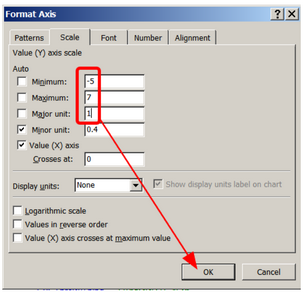 Format Axis
Patterns Scale Font Number Alignment
Value (Y) axis scale
Auto
Minimum: -5
Maximum: 7
Major unit: 1
Minor unit: 0.4
Value (X) axis
Crosses at: 0
Display units: None Show display units label on chart
Logarithmic scale
Values in reverse order
Value (X) axis crosses at maximum value
OK Cancel